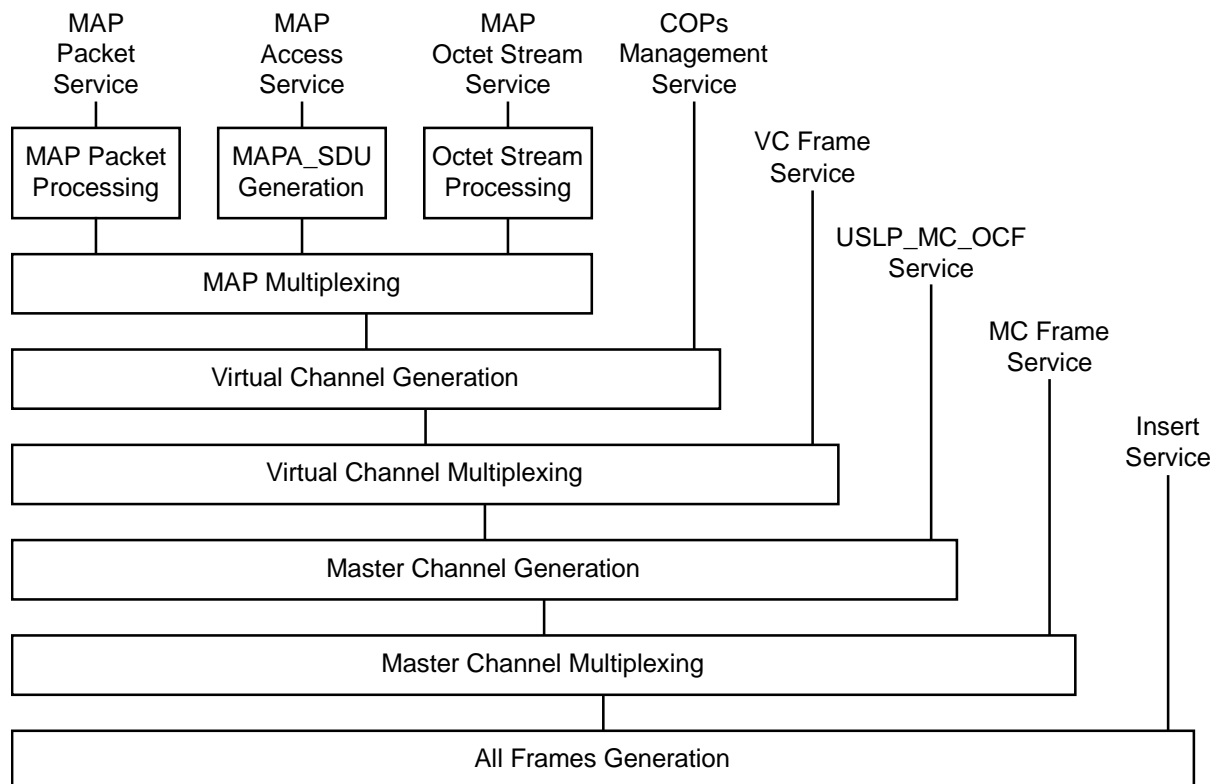 MAP
Packet
Service
MAP
Access
Service
MAP
Octet Stream
Service
COPs
Management
Service
VC Frame
Service
USLP_MC_OCF
Service
MC Frame
Service
Insert
Service
MAP Packet
Processing
MAPA_SDU
Generation
Octet Stream
Processing
MAP Multiplexing
Virtual Channel Generation
Virtual Channel Multiplexing
Master Channel Generation
Master Channel Multiplexing
All Frames Generation